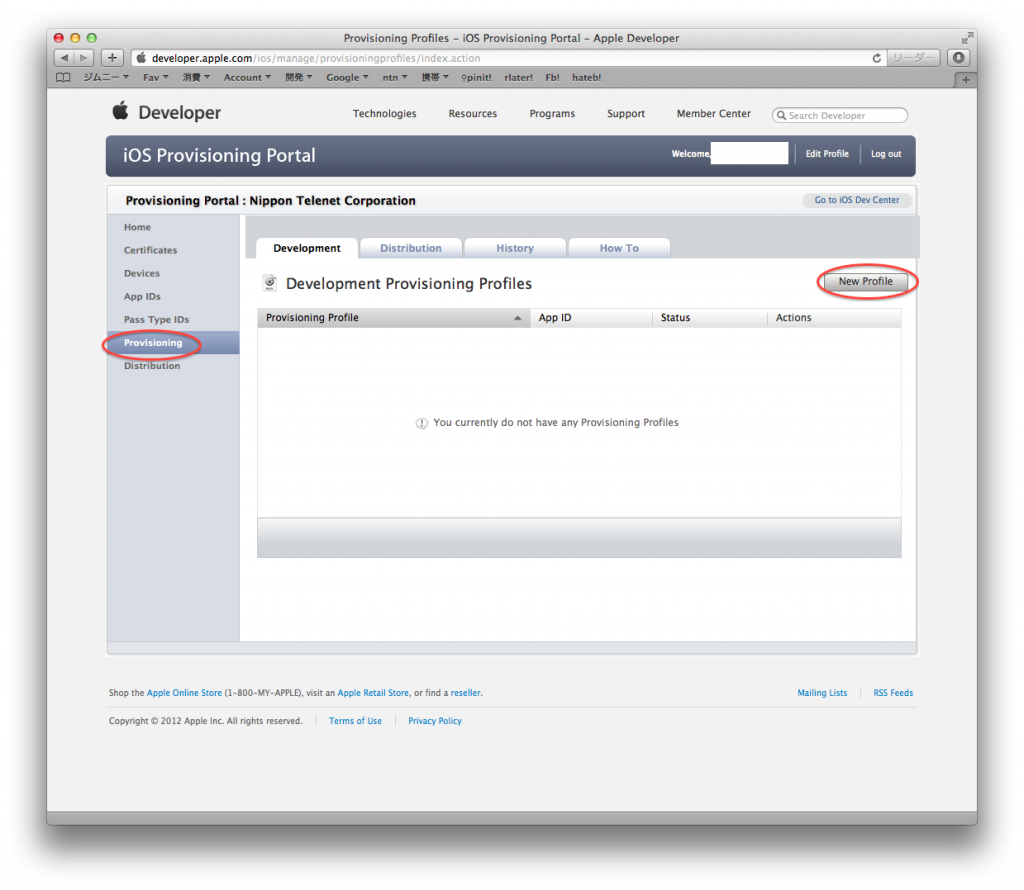 Provisioning Profiles – iOS Provisioning Portal – Apple Developer
developer.apple.com/ios/manage/provisioningprofiles/index.action リーダー
ジムニー Fav 消費 Account 開発 Google ntn 携帯 ♀pinit! rlater! Fb! hateb!
Developer Technologies Resources Programs Support Member Center Search Developer
iOS Provisioning Portal Welcome, Edit Profile Log out
Provisioning Portal : Nippon Telenet Corporation Go to iOS Dev Center
Home
Certificates
Devices
App IDs
Pass Type IDs
Provisioning
Distribution
Development Distribution History How To
Development Provisioning Profiles New Profile
Provisioning Profile App ID Status Actions
You currently do not have any Provisioning Profiles
Shop the Apple Online Store (1-800-MY-APPLE), visit an Apple Retail Store, or find a reseller. Mailing Lists RSS Feeds
Copyright © 2012 Apple Inc. All rights reserved. Terms of Use Privacy Policy